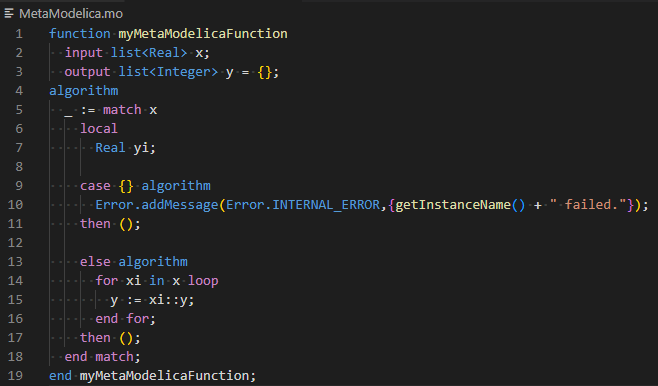 MetaModelica.mo
1 function myMetaModelicaFunction
2   input list<Real> x;
3   output list<Integer> y = {};
4 algorithm
5   _ := match x
6     local
7       Real yi;
8
9     case {} algorithm
10       Error.addMessage(Error.INTERNAL_ERROR,{getInstanceName() + " failed."});
11     then ();
12
13     else algorithm
14       for xi in x loop
15         y := xi::y;
16       end for;
17     then ();
18   end match;
19 end myMetaModelicaFunction;